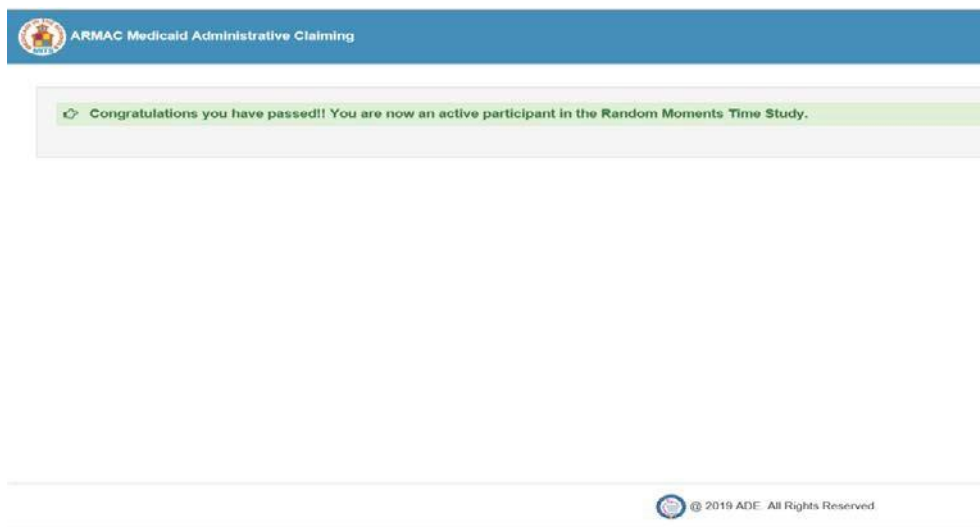 ARMAC Medicaid Administrative Claiming
Congratulations you have passed!! You are now an active participant in the Random Moments Time Study.
@ 2019 ADE. All Rights Reserved